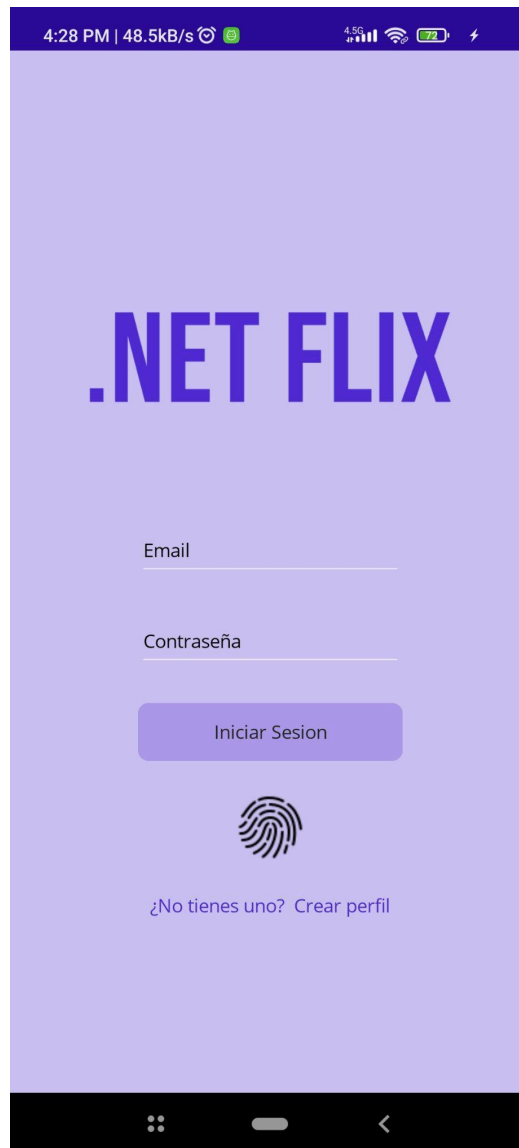 4:28 PM | 48.5kB/s 4.5G 72
.NET FLIX
Email
Contraseña
Iniciar Sesion
¿No tienes uno? Crear perfil